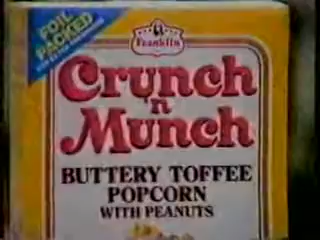 FOIL
PACKED
Franklin
Crunch
'n
Munch
BUTTERY TOFFEE
POPCORN
WITH PEANUTS